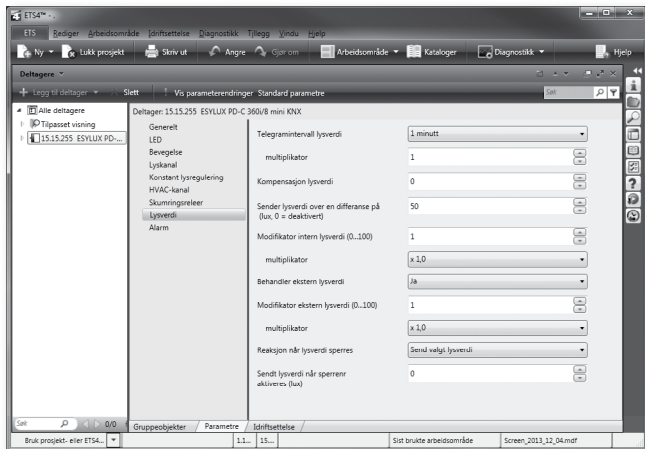 ETS4™ -
ETS Rediger Arbeidsområde Idriftsettelse Diagnostikk Tillegg Vindu Hjelp
Ny Lukk prosjekt Skriv ut Angre Gjør om Arbeidsområde Kataloger Diagnostikk Hjelp
Deltagere
Legg til deltager Slett Vis parameterendringer Standard parametre Søk
Alle deltagere
Tilpasset visning
15.15.255 ESYLUX PD-...
Deltager: 15.15.255 ESYLUX PD-C 360i/8 mini KNX
Generelt
LED
Bevegelse
Lyskanal
Konstant lysregulering
HVAC-kanal
Skumringsreleer
Lysverdi
Alarm
Telegramintervall lysverdi 1 minutt
multiplikator 1
Kompensasjon lysverdi 0
Sender lysverdi over en differanse på 50
(lux, 0 = deaktivert)
Modifikator intern lysverdi (0...100) 1
multiplikator x 1,0
Behandler ekstern lysverdi Ja
Modifikator ekstern lysverdi (0...100) 1
multiplikator x 1,0
Reaksjon når lysverdi sperres Send valgt lysverdi
Sendt lysverdi når sperrenr 0
aktiveres (lux)
Søk 0/0
Gruppeobjekter Parametre Idriftsettelse
Bruk prosjekt- eller ETS4... 1.1... 15... Sist brukte arbeidsområde Screen_2013_12_04.mdf